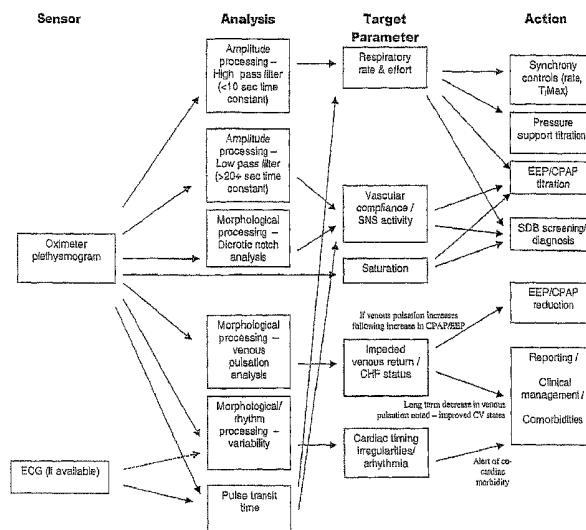 Sensor
Analysis
Target
Parameter
Action
Amplitude
processing –
High pass filter
(<10 sec time
constant)
Respiratory
rate & effort
Synchrony
controls (rate,
TiMax)
Pressure
support titration
Amplitude
processing –
Low pass filter
(>20+ sec time
constant)
EEP/CPAP
titration
Vascular
compliance /
SNS activity
Morphological
processing –
Dicrotic notch
analysis
SDB screening/
diagnosis
Oximeter
plethysmogram
Saturation
EEP/CPAP
reduction
If venous pulsation increases
following increase in CPAP/EEP
Morphological
processing –
venous
pulsation
analysis
Impeded
venous return /
CHF status
Reporting /
Clinical
management /
Comorbidities
Long term decrease in venous
pulsation noted – improved CV states
Morphological/
rhythm
processing –
variability
Cardiac timing
irregularities/
arhythmia
Alert of co-
cardiac
morbidity
ECG (if available)
Pulse transit
time